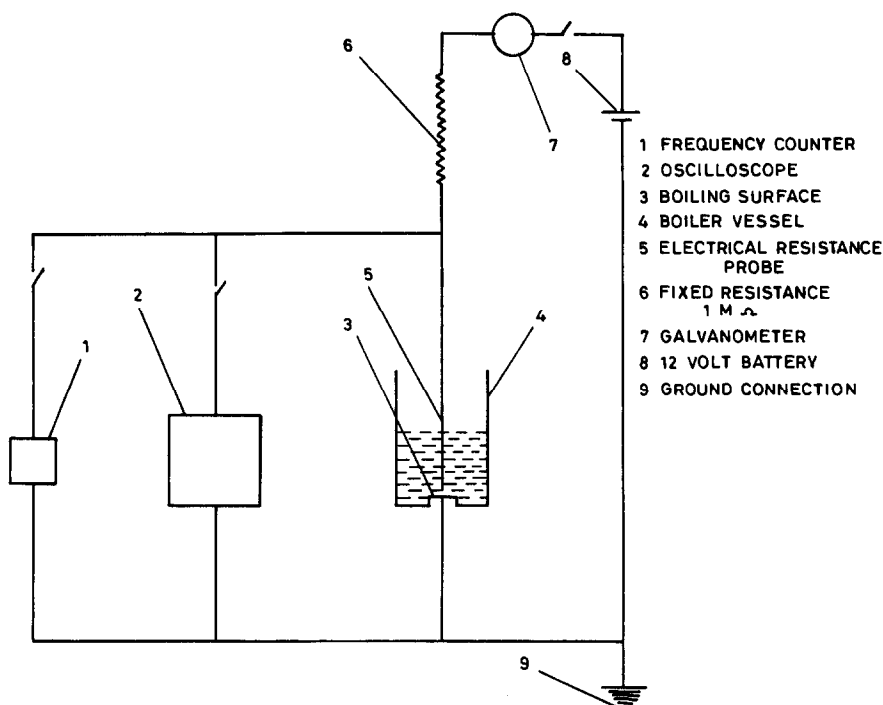 6
7
8
1 FREQUENCY COUNTER
2 OSCILLOSCOPE
3 BOILING SURFACE
4 BOILER VESSEL
5 ELECTRICAL RESISTANCE
PROBE
6 FIXED RESISTANCE
1 M Ω
7 GALVANOMETER
8 12 VOLT BATTERY
9 GROUND CONNECTION
1
2
3
5
4
9